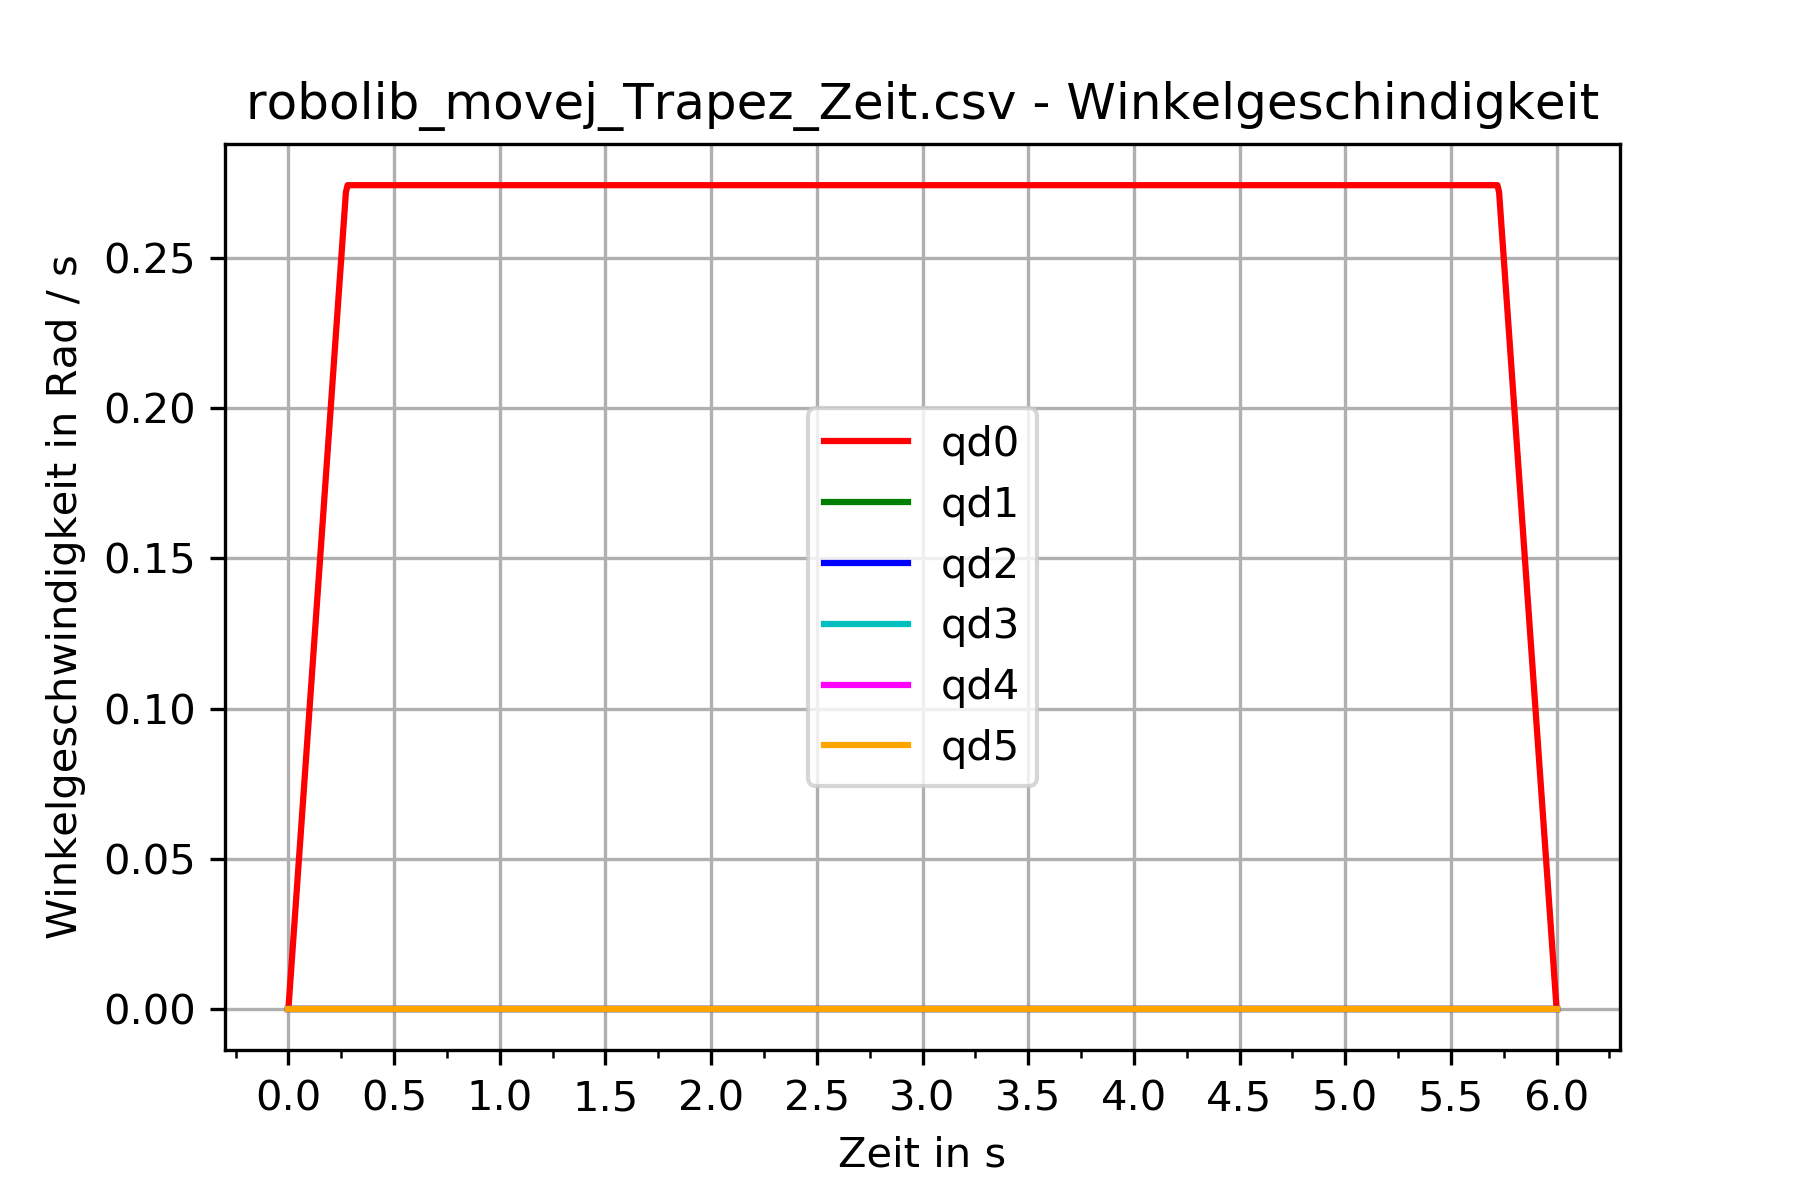 robolib_movej_Trapez_Zeit.csv - Winkelgeschindigkeit
Winkelgeschwindigkeit in Rad / s
0.25
0.20
0.15
0.10
0.05
0.00
qd0
qd1
qd2
qd3
qd4
qd5
0.0 0.5 1.0 1.5 2.0 2.5 3.0 3.5 4.0 4.5 5.0 5.5 6.0
Zeit in s